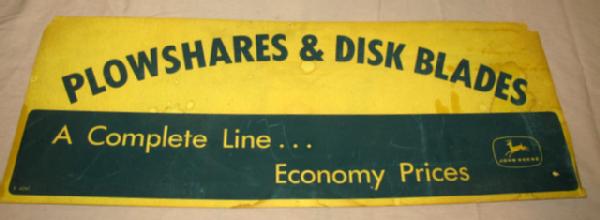 PLOWSHARES & DISK BLADES
A Complete Line...
Economy Prices
JOHN DEERE